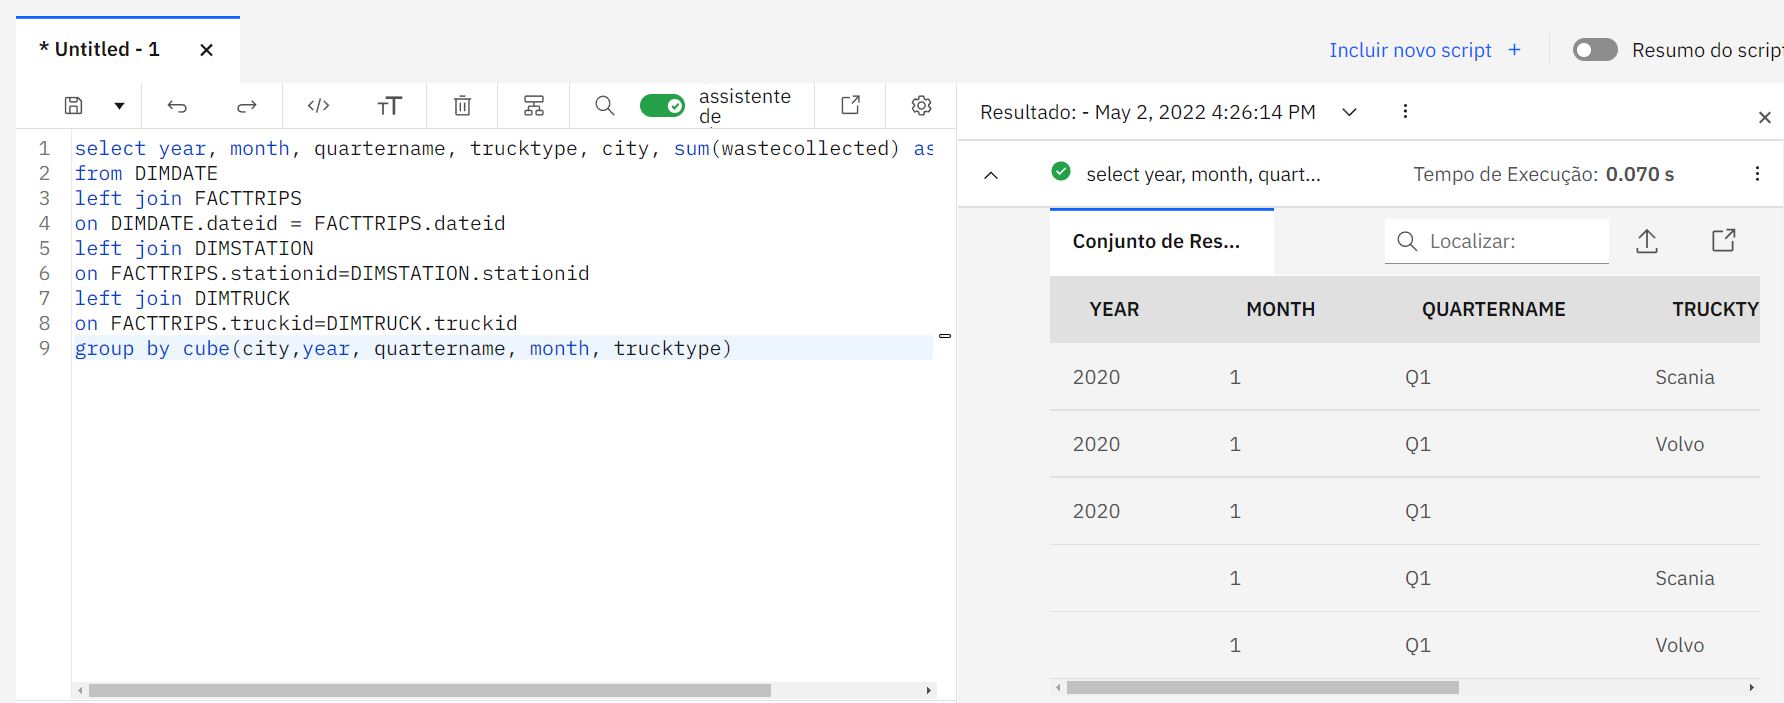 * Untitled - 1
Incluir novo script +
Resumo do script
assistente
de
Resultado: - May 2, 2022 4:26:14 PM
1 select year, month, quartername, trucktype, city, sum(wastecollected) as
2 from DIMDATE
3 left join FACTTRIPS
4 on DIMDATE.dateid = FACTTRIPS.dateid
5 left join DIMSTATION
6 on FACTTRIPS.stationid=DIMSTATION.stationid
7 left join DIMTRUCK
8 on FACTTRIPS.truckid=DIMTRUCK.truckid
9 group by cube(city,year, quartername, month, trucktype)
select year, month, quart...
Tempo de Execução: 0.070 s
Conjunto de Res...
Localizar:
YEAR MONTH QUARTERNAME TRUCKTY
2020 1 Q1 Scania
2020 1 Q1 Volvo
2020 1 Q1
1 Q1 Scania
1 Q1 Volvo